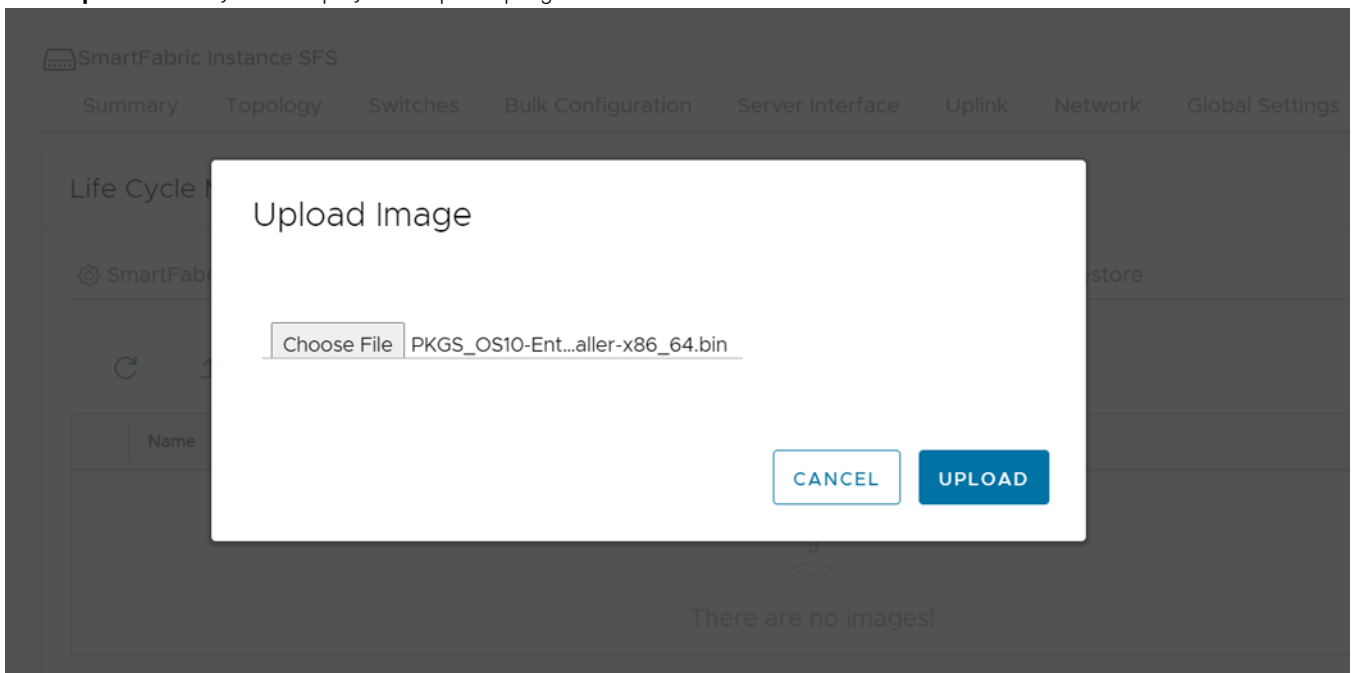 SmartFabric Instance SFS
Summary Topology Switches Bulk Configuration Server Interface Uplink Network Global Settings
Life Cycle
Upload Image
Choose File PKGS_OS10-Ent...aller-x86_64.bin
Name
CANCEL UPLOAD
There are no images!